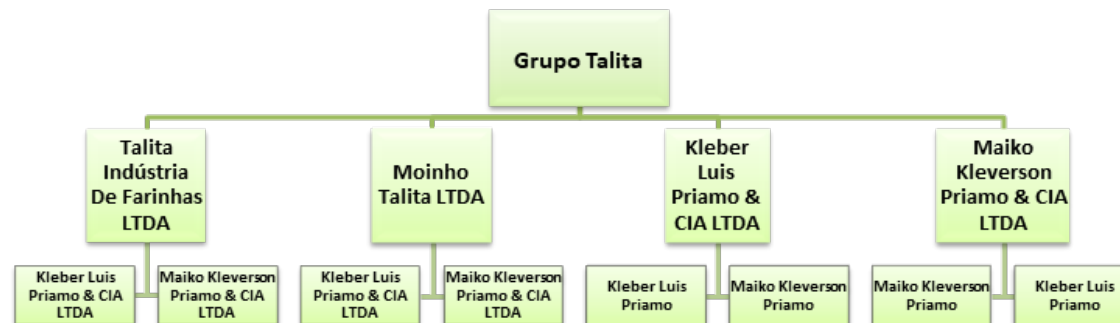 Grupo Talita
Talita
Indústria
De Farinhas
LTDA
Moinho
Talita LTDA
Kleber
Luis
Priamo &
CIA LTDA
Maiko
Kleverson
Priamo & CIA
LTDA
Kleber Luis
Priamo & CIA
LTDA
Maiko Kleverson
Priamo & CIA
LTDA
Kleber Luis
Priamo & CIA
LTDA
Maiko Kleverson
Priamo & CIA
LTDA
Kleber Luis
Priamo
Maiko Kleverson
Priamo
Maiko Kleverson
Priamo
Kleber Luis
Priamo